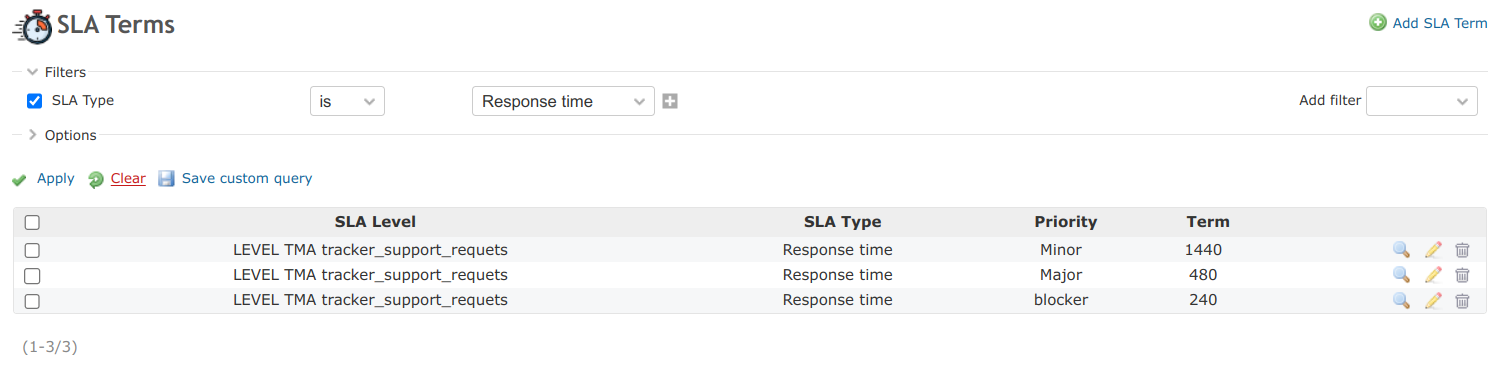 SLA Terms
Add SLA Term
Filters
SLA Type is Response time Add filter
Options
Apply Clear Save custom query
SLA Level SLA Type Priority Term
LEVEL TMA tracker_support_requets Response time Minor 1440
LEVEL TMA tracker_support_requets Response time Major 480
LEVEL TMA tracker_support_requets Response time blocker 240
(1-3/3)